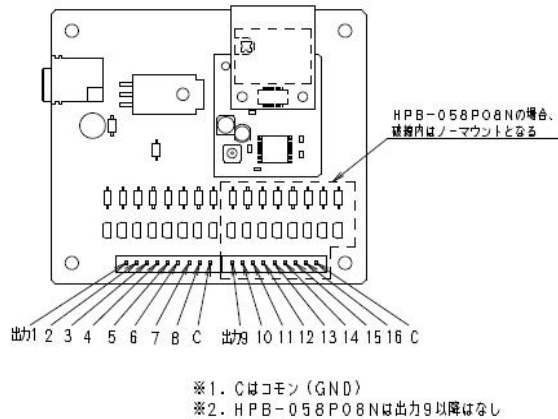 HPB-058P08Nの場合、
破線内はノーマウントとなる
出力1 2 3 4 5 6 7 8 C 出力9 10 11 12 13 14 15 16 C
※1. Cはコモン(GND)
※2. HPB-058P08Nは出力9以降はなし